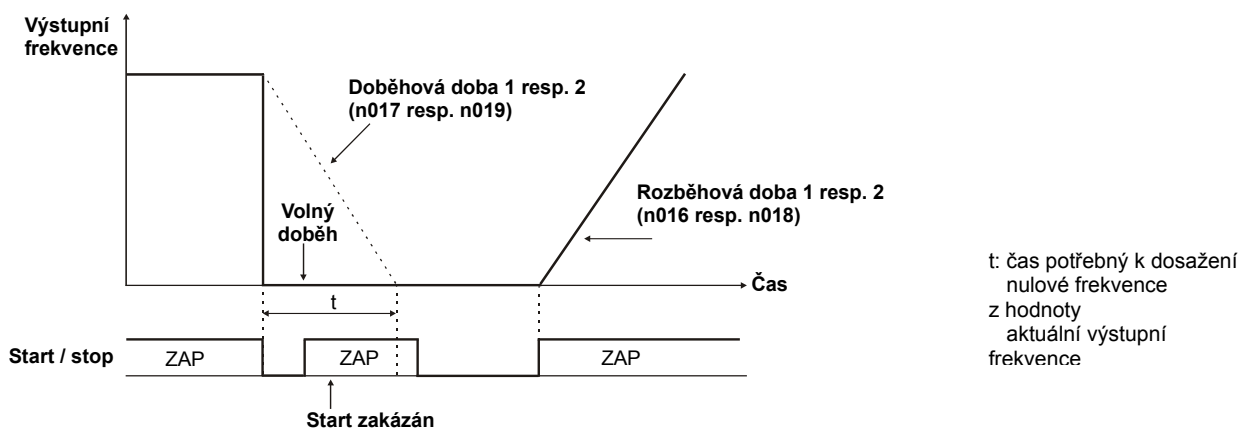 Výstupní
frekvence
Doběhová doba 1 resp. 2
(n017 resp. n019)
Volný
doběh
Rozběhová doba 1 resp. 2
(n016 resp. n018)
Čas
t
t: čas potřebný k dosažení
nulové frekvence
z hodnoty
aktuální výstupní
frekvence
Start / stop
ZAP
ZAP
ZAP
Start zakázán